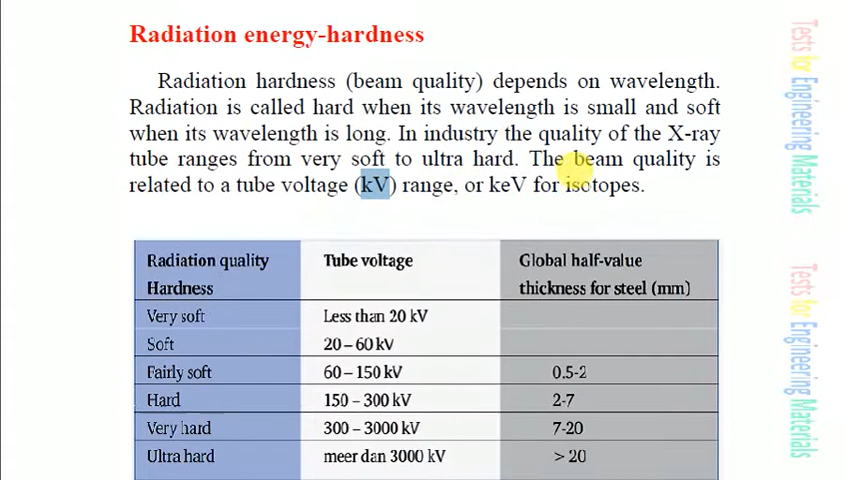 Radiation energy-hardness
Radiation hardness (beam quality) depends on wavelength.
Radiation is called hard when its wavelength is small and soft
when its wavelength is long. In industry the quality of the X-ray
tube ranges from very soft to ultra hard. The beam quality is
related to a tube voltage (kV) range, or keV for isotopes.
Radiation quality Tube voltage Global half-value
Hardness thickness for steel (mm)
Very soft Less than 20 kV
Soft 20 – 60 kV
Fairly soft 60 – 150 kV 0.5-2
Hard 150 – 300 kV 2-7
Very hard 300 – 3000 kV 7-20
Ultra hard meer dan 3000 kV > 20
Tests for Engineering Materials
Tests for Engineering Materials